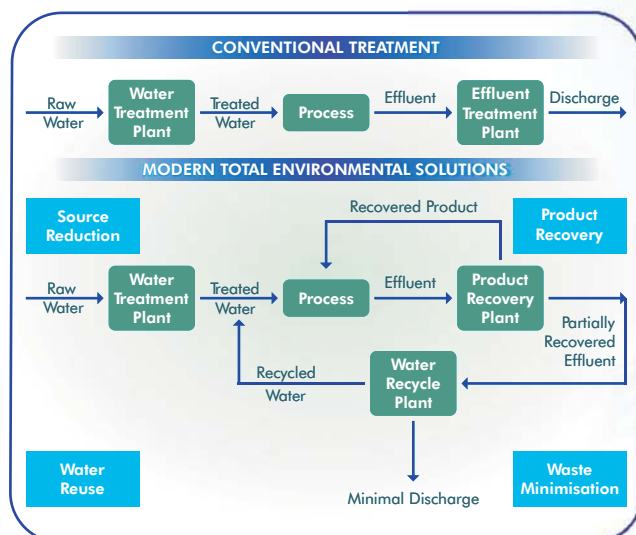 CONVENTIONAL TREATMENT
Raw
Water
Water
Treatment
Plant
Treated
Water
Process
Effluent
Effluent
Treatment
Plant
Discharge
MODERN TOTAL ENVIRONMENTAL SOLUTIONS
Source
Reduction
Recovered Product
Product
Recovery
Raw
Water
Water
Treatment
Plant
Treated
Water
Process
Effluent
Product
Recovery
Plant
Partially
Recovered
Effluent
Recycled
Water
Water
Recycle
Plant
Water
Reuse
Minimal Discharge
Waste
Minimisation